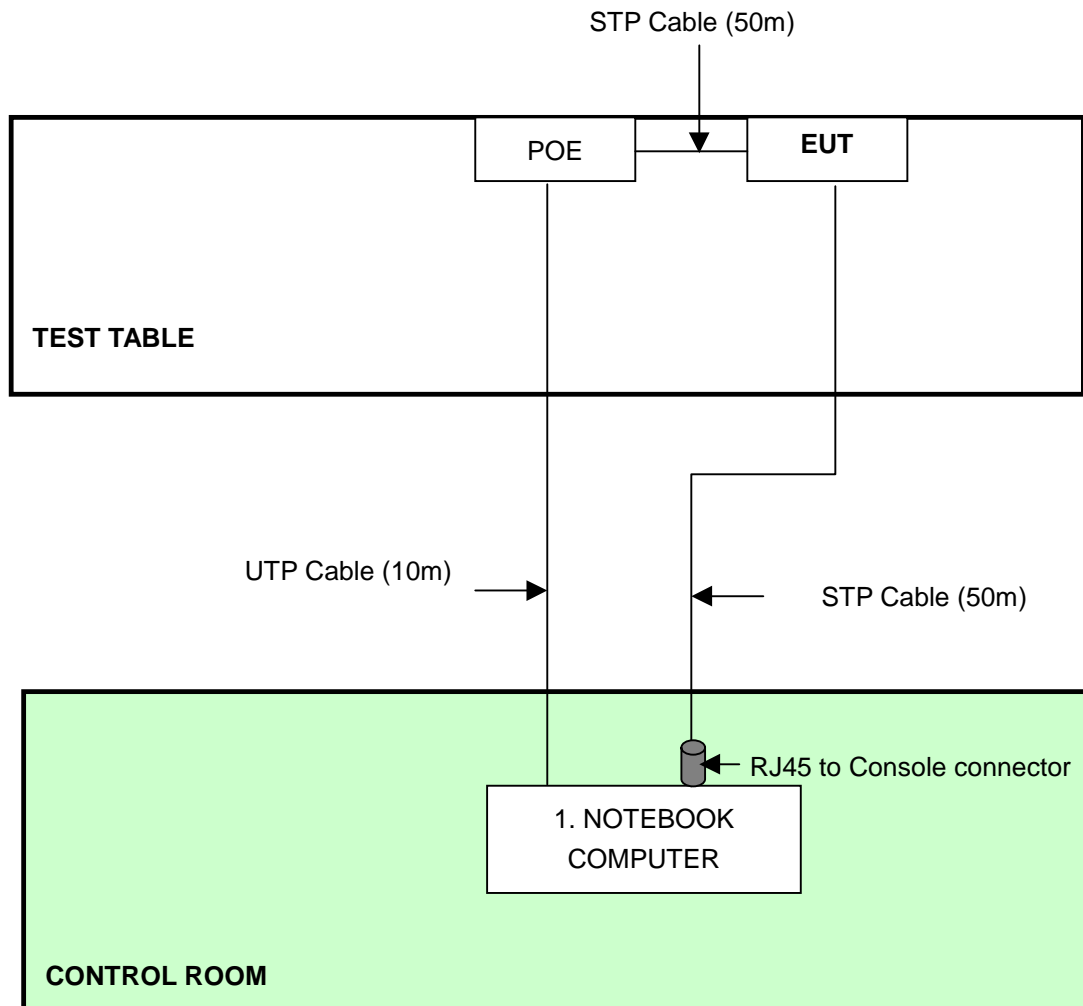 STP Cable (50m)
POE
EUT
TEST TABLE
UTP Cable (10m)
STP Cable (50m)
RJ45 to Console connector
1. NOTEBOOK
COMPUTER
CONTROL ROOM